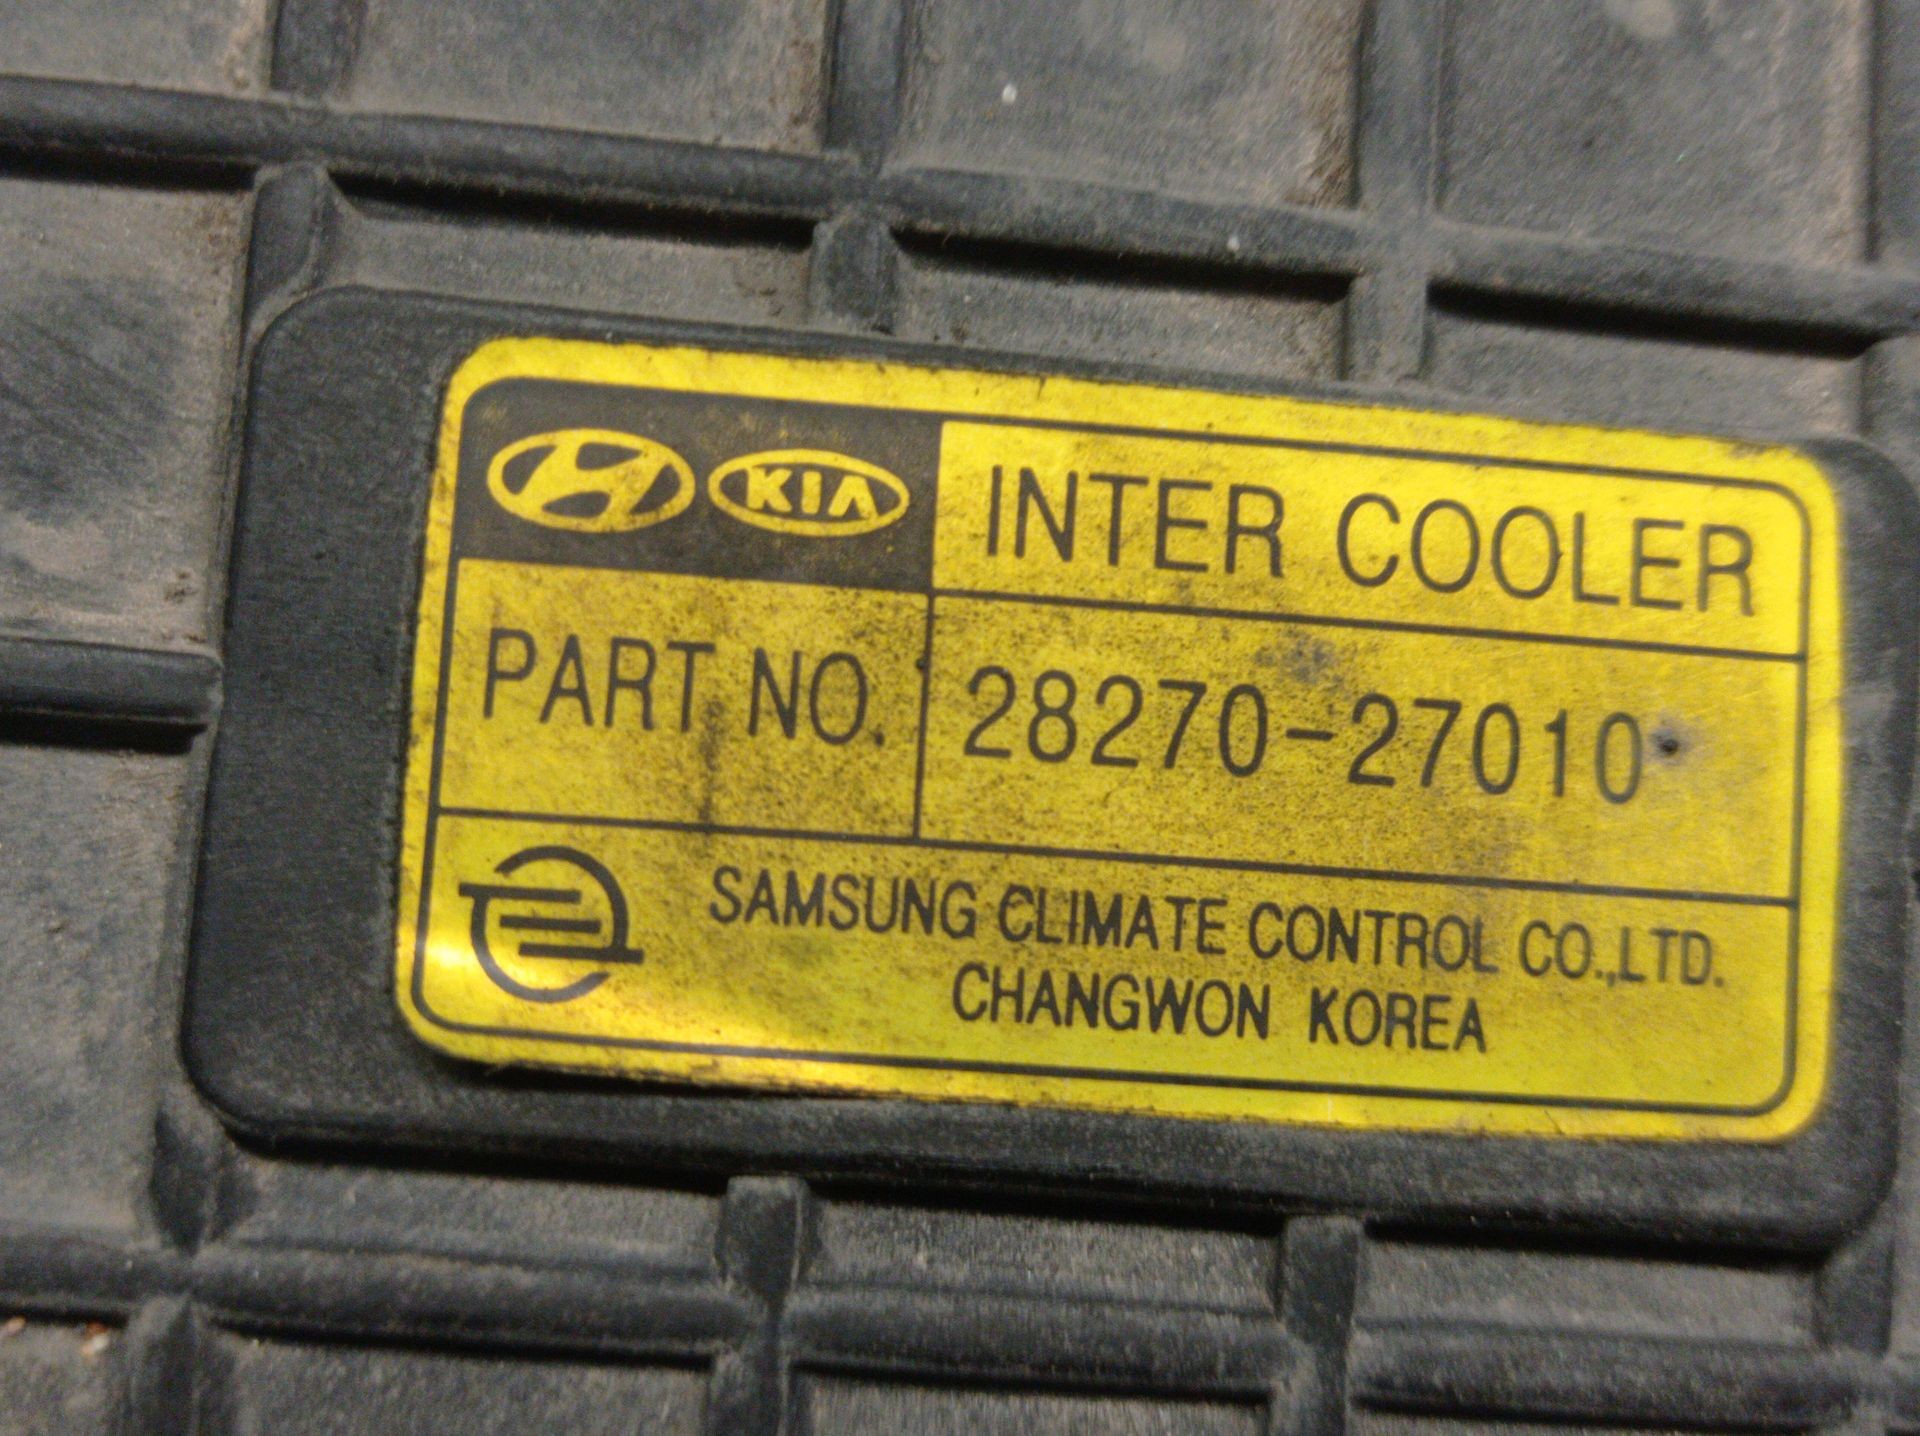 KIA INTER COOLER
PART NO. 28270-27010
SAMSUNG CLIMATE CONTROL CO.,LTD.
CHANGWON KOREA